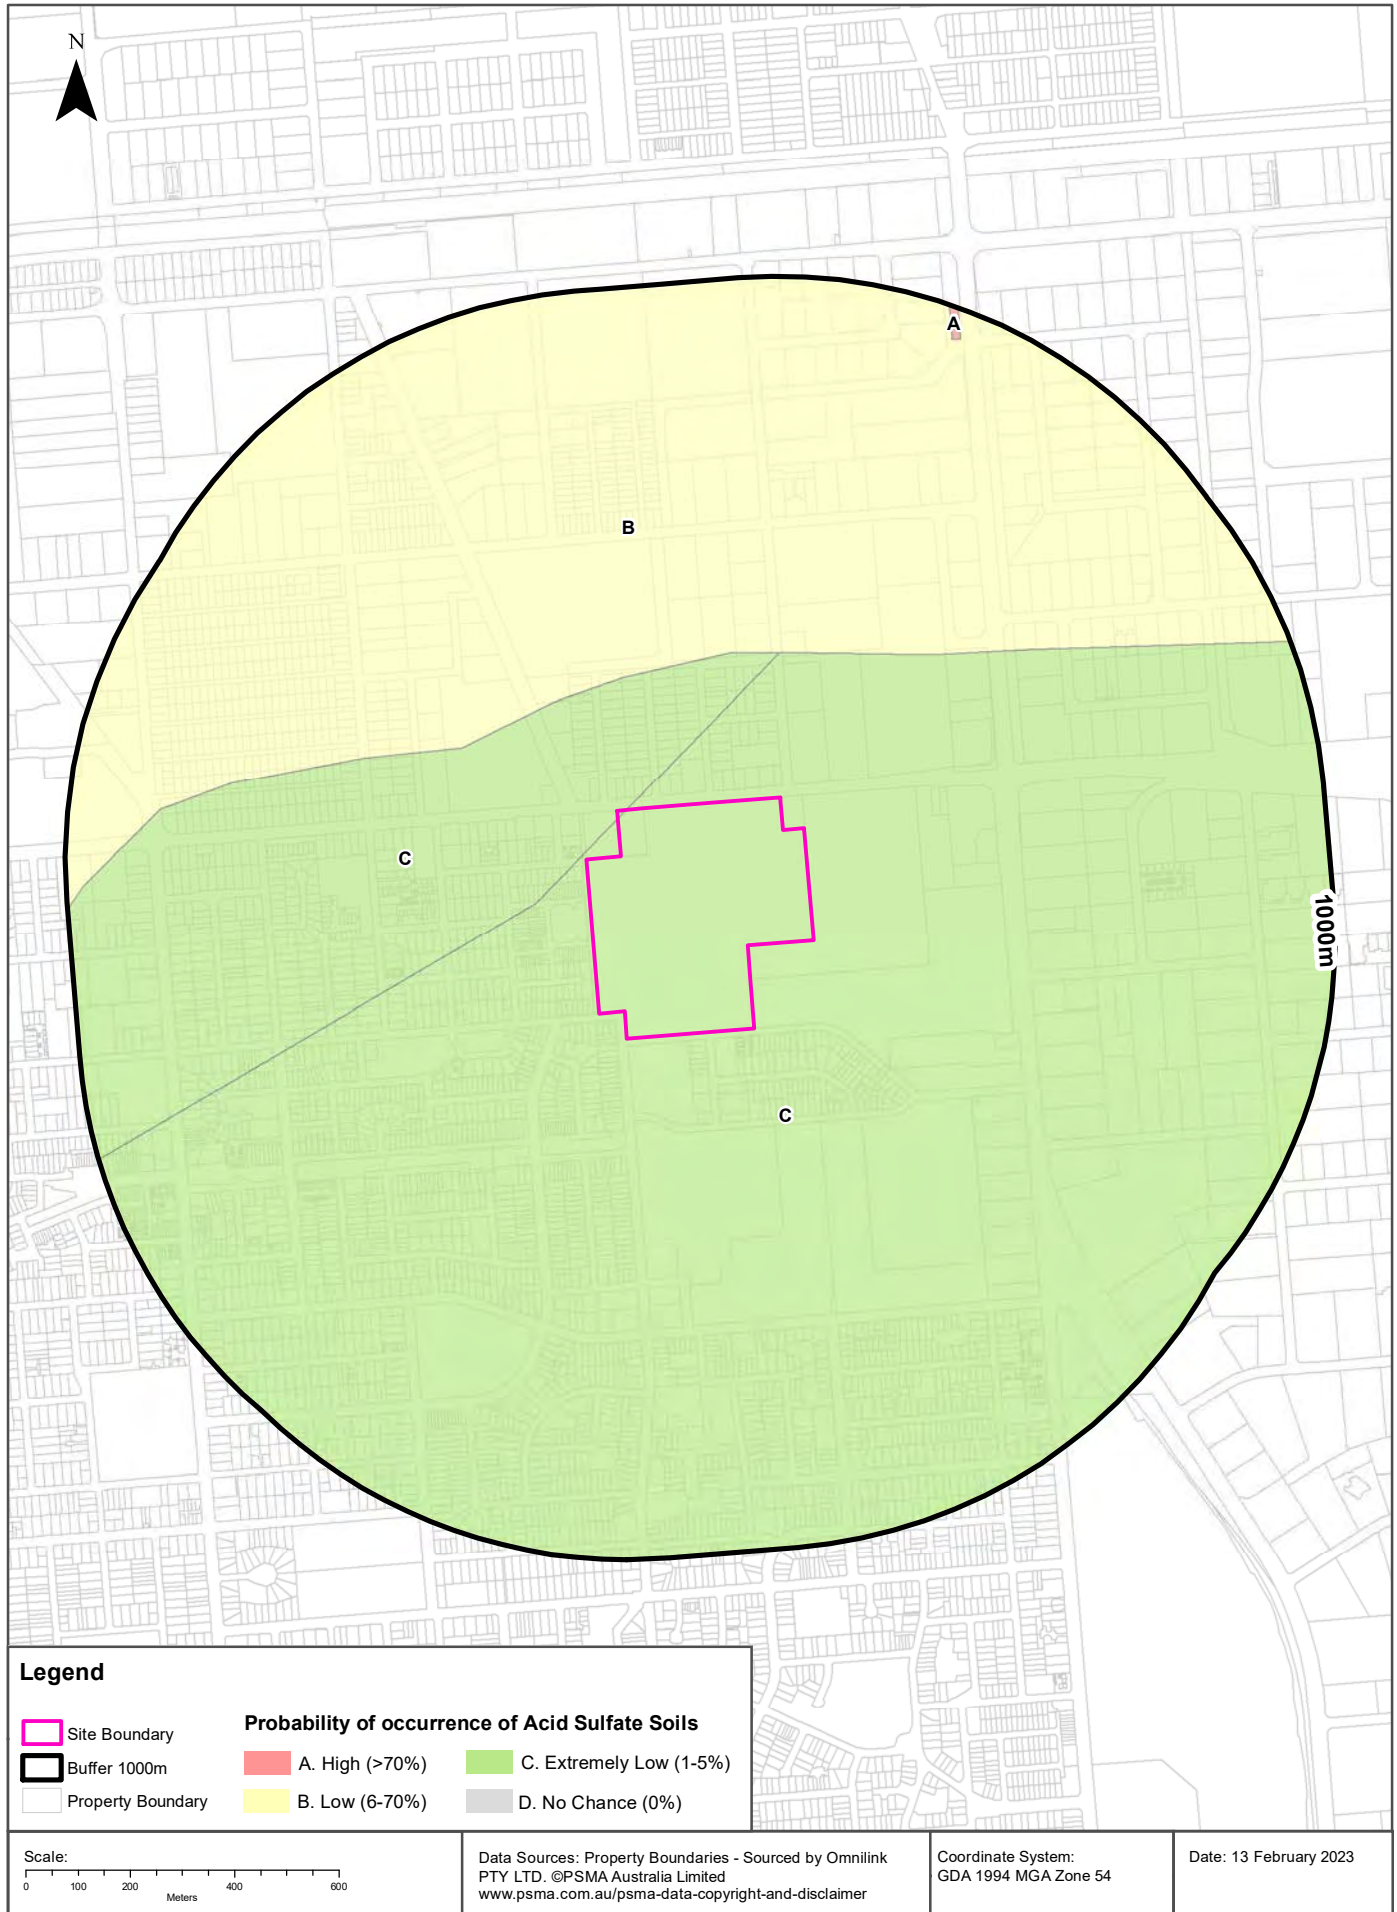 N
A
B
C
1000m
C
Legend
Site Boundary
Buffer 1000m
Property Boundary
Probability of occurrence of Acid Sulfate Soils
A. High (>70%)
C. Extremely Low (1-5%)
B. Low (6-70%)
D. No Chance (0%)
Scale:
0 100 200 400 600
Meters
Data Sources: Property Boundaries - Sourced by Omnilink
PTY LTD. ©PSMA Australia Limited
www.psma.com.au/psma-data-copyright-and-disclaimer
Coordinate System:
GDA 1994 MGA Zone 54
Date: 13 February 2023